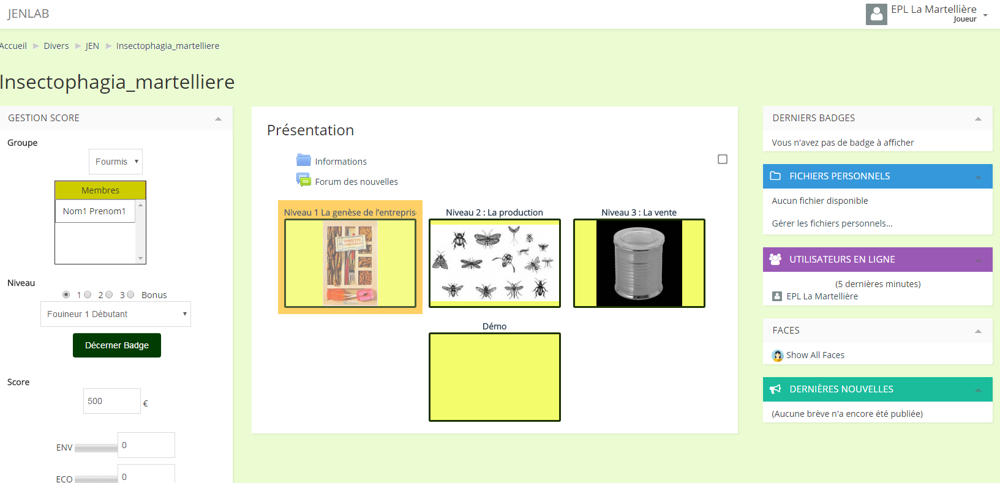 JENLAB
EPL La Martellière
Joueur
Accueil Divers JEN Insectophagia_martelliere
Insectophagia_martelliere
GESTION SCORE
Groupe
Fourmis
Membres
Nom1 Prenom1
Niveau
1 2 3 Bonus
Fouineur 1 Débutant
Décerner Badge
Score
500 €
ENV 0
ECO 0
Présentation
Informations
Forum des nouvelles
Niveau 1 La genèse de l'entreprise
INSECTES
COMESTIBLES
Niveau 2 : La production
Niveau 3 : La vente
Démo
DERNIERS BADGES
Vous n'avez pas de badge à afficher
FICHIERS PERSONNELS
Aucun fichier disponible
Gérer les fichiers personnels...
UTILISATEURS EN LIGNE
(5 dernières minutes)
EPL La Martellière
FACES
Show All Faces
DERNIÈRES NOUVELLES
(Aucune brève n'a encore été publiée)